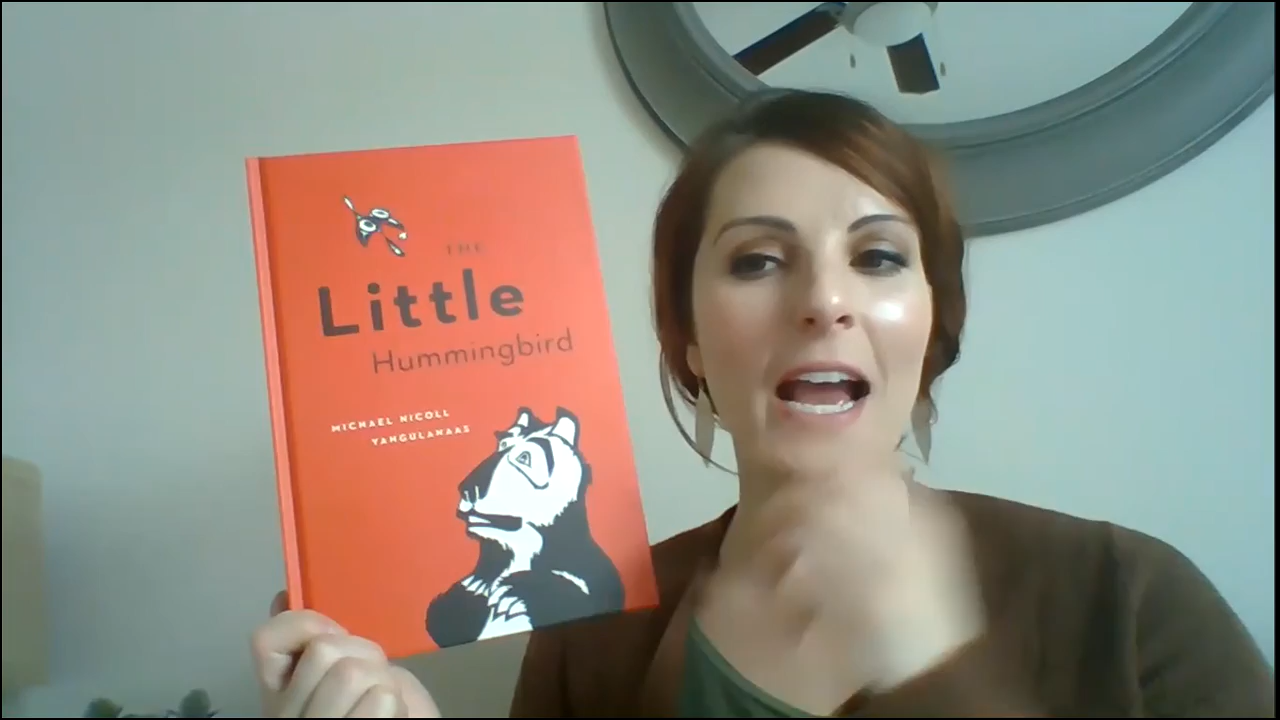 THE
Little
Hummingbird
MICHAEL NICOLL
YAHGULANAAS